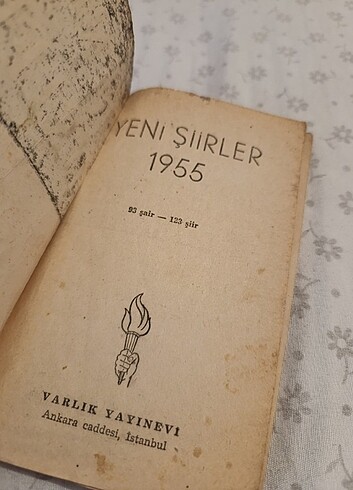 YENİ ŞİİRLER
1955
93 şair — 123 şiir
VARLIK YAYINEVİ
Ankara caddesi, İstanbul